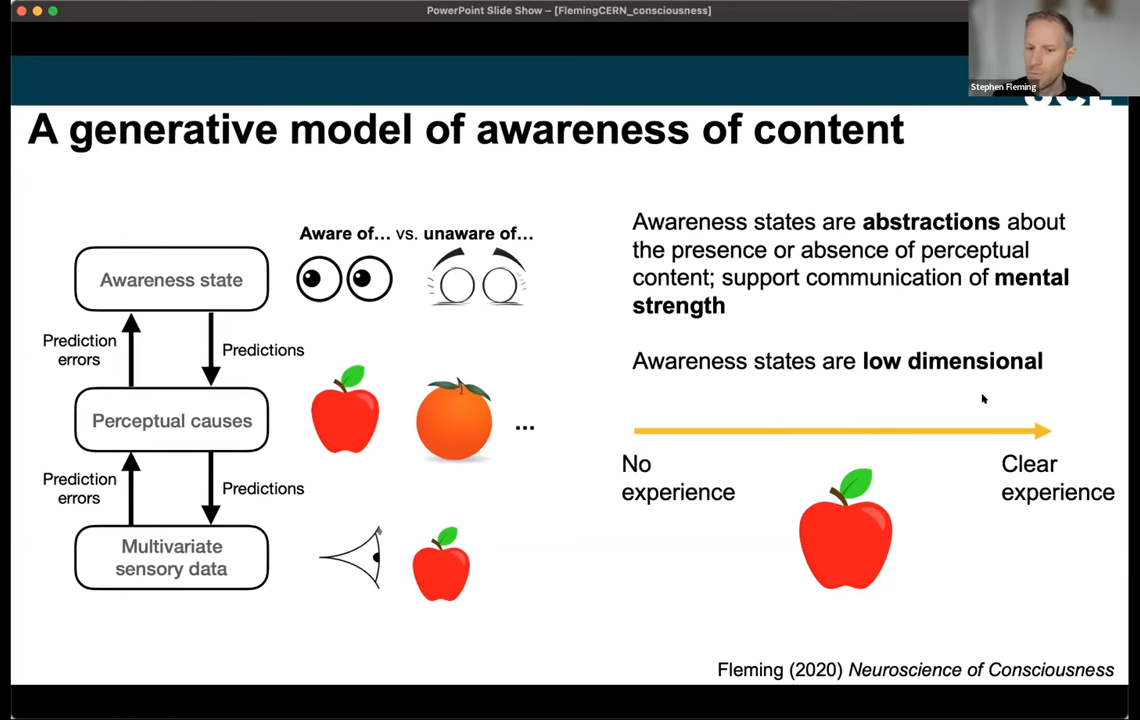 PowerPoint Slide Show – [FlemingCERN_consciousness]
Stephen Fleming
A generative model of awareness of content
Aware of... vs. unaware of...
Awareness state
Prediction
errors
Predictions
Perceptual causes
...
Prediction
errors
Predictions
Multivariate
sensory data
Awareness states are abstractions about
the presence or absence of perceptual
content; support communication of mental
strength
Awareness states are low dimensional
No
experience
Clear
experience
Fleming (2020) Neuroscience of Consciousness